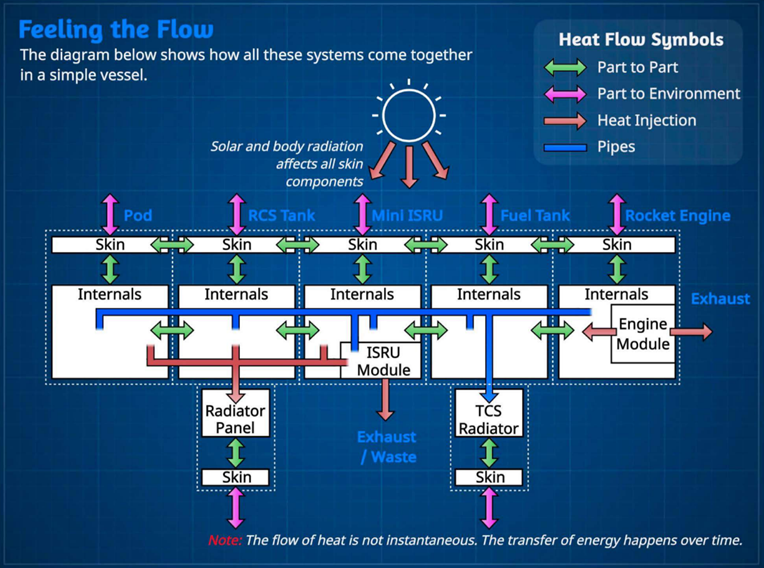 Feeling the Flow
The diagram below shows how all these systems come together
in a simple vessel.
Heat Flow Symbols
Part to Part
Part to Environment
Heat Injection
Pipes
Solar and body radiation
affects all skin
components
Pod
RCS Tank
Mini ISRU
Fuel Tank
Rocket Engine
Skin
Skin
Skin
Skin
Skin
Internals
Internals
Internals
Internals
Internals
Exhaust
Engine
Module
ISRU
Module
Radiator
Panel
TCS
Radiator
Exhaust
/ Waste
Skin
Skin
Note: The flow of heat is not instantaneous. The transfer of energy happens over time.